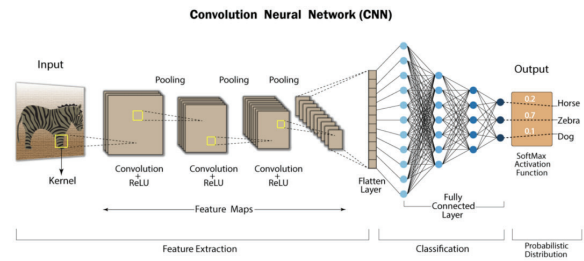 Convolution Neural Network (CNN)
Input
Output
Pooling
Pooling
Pooling
Kernel
Convolution
+
ReLU
Convolution
+
ReLU
Convolution
+
ReLU
Flatten
Layer
Fully
Connected
Layer
0.2
0.7
0.1
Horse
Zebra
Dog
SoftMax
Activation
Function
Feature Maps
Feature Extraction
Classification
Probabilistic
Distribution